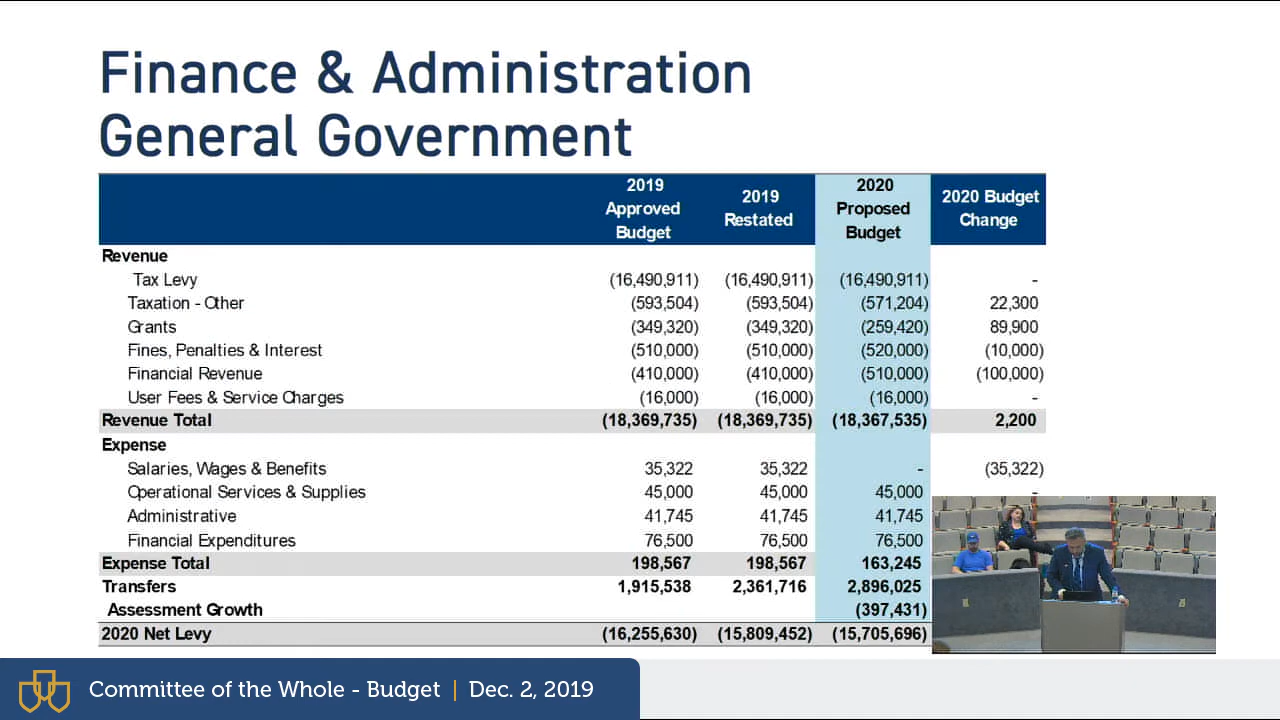 Finance & Administration
General Government
2019 Approved Budget 2019 Restated 2020 Proposed Budget 2020 Budget Change
Revenue
Tax Levy (16,490,911) (16,490,911) (16,490,911) -
Taxation - Other (593,504) (593,504) (571,204) 22,300
Grants (349,320) (349,320) (259,420) 89,900
Fines, Penalties & Interest (510,000) (510,000) (520,000) (10,000)
Financial Revenue (410,000) (410,000) (510,000) (100,000)
User Fees & Service Charges (16,000) (16,000) (16,000) -
Revenue Total (18,369,735) (18,369,735) (18,367,535) 2,200
Expense
Salaries, Wages & Benefits 35,322 35,322 - (35,322)
Operational Services & Supplies 45,000 45,000 45,000 -
Administrative 41,745 41,745 41,745
Financial Expenditures 76,500 76,500 76,500
Expense Total 198,567 198,567 163,245
Transfers 1,915,538 2,361,716 2,896,025
Assessment Growth (397,431)
2020 Net Levy (16,255,630) (15,809,452) (15,705,696)
Committee of the Whole - Budget | Dec. 2, 2019